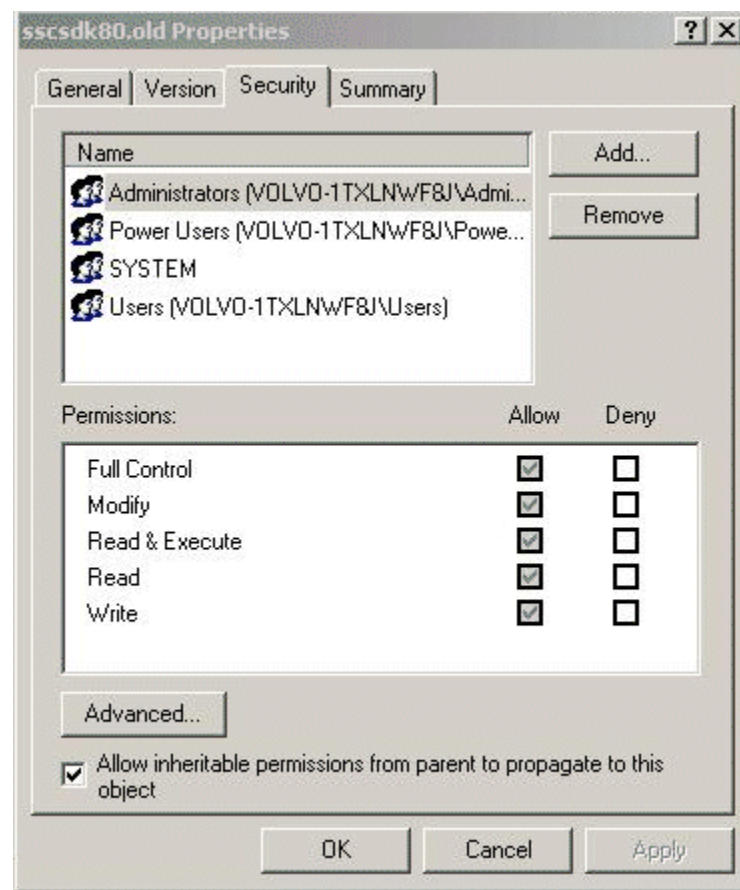 sscsdk80.old Properties
General Version Security Summary
Name
Add...
Administrators (VOLVO-1TXLNWF8J\Admi...
Remove
Power Users (VOLVO-1TXLNWF8J\Powe...
SYSTEM
Users (VOLVO-1TXLNWF8J\Users)
Permissions: Allow Deny
Full Control
Modify
Read & Execute
Read
Write
Advanced...
Allow inheritable permissions from parent to propagate to this
object
OK Cancel Apply